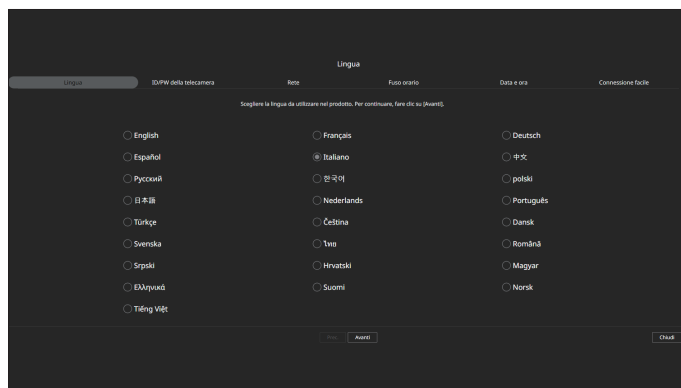 Lingua
Lingua ID/PW della telecamera Rete Fuso orario Data e ora Connessione facile
Scegliere la lingua da utilizzare nel prodotto. Per continuare, fare clic su [Avanti].
English Français Deutsch
Español Italiano 中文
Русский 한국어 polski
日本語 Nederlands Português
Türkçe Čeština Dansk
Svenska ไทย Română
Srpski Hrvatski Magyar
Ελληνικά Suomi Norsk
Tiếng Việt
Avanti Chiudi